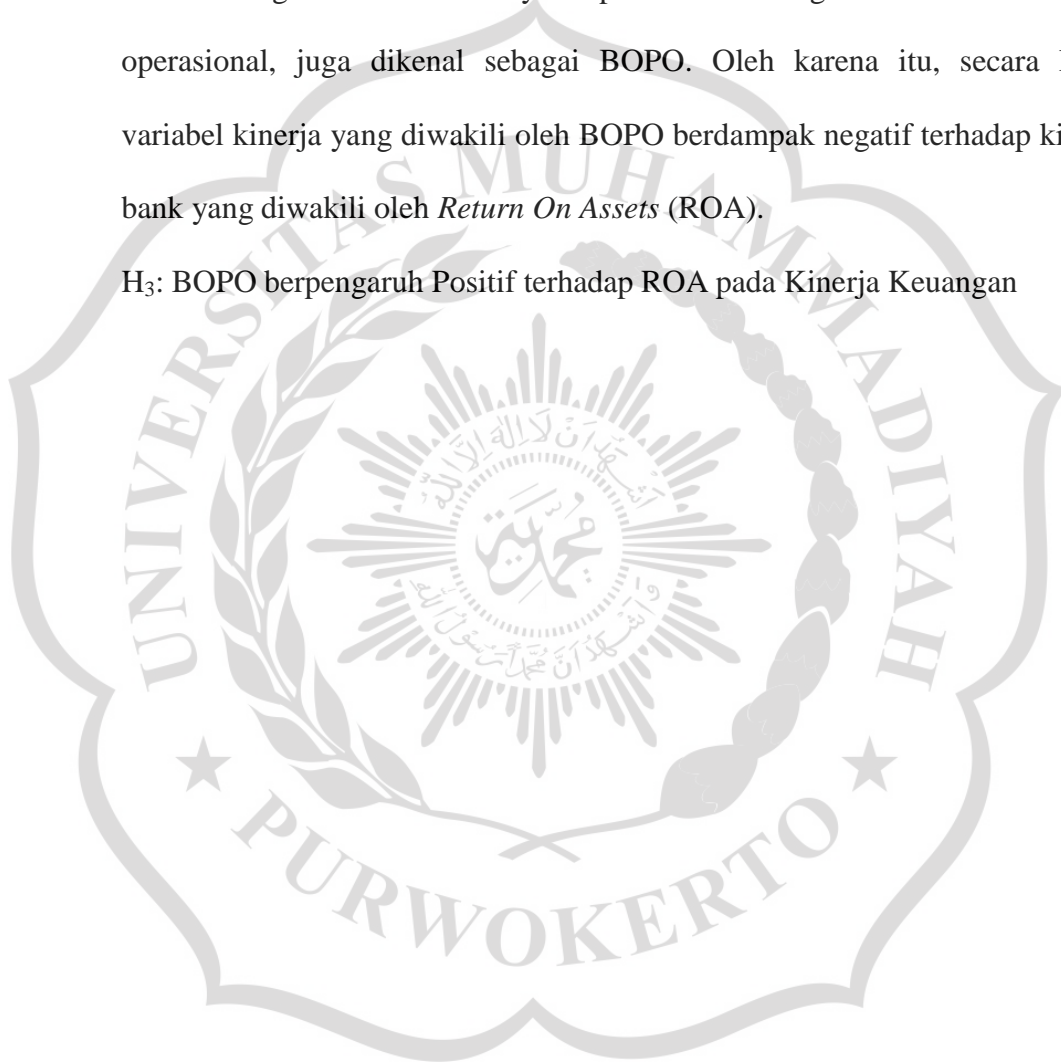 operasional, juga dikenal sebagai BOPO. Oleh karena itu, secara
variabel kinerja yang diwakili oleh BOPO berdampak negatif terhadap
bank yang diwakili oleh Return On Assets (ROA).
H₃: BOPO berpengaruh Positif terhadap ROA pada Kinerja Keuangan
UNIVERSITAS MUHAMMADIYAH
PURWOKERTO